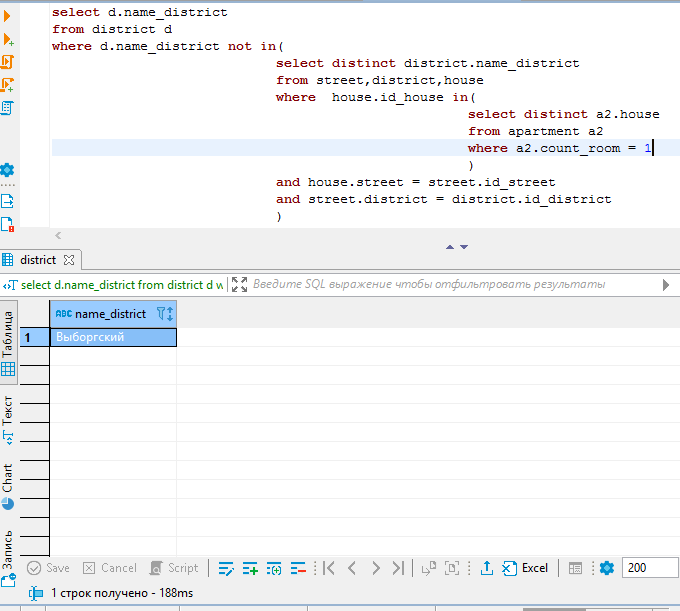 select d.name_district
from district d
where d.name_district not in(
select distinct district.name_district
from street,district,house
where  house.id_house in(
select distinct a2.house
from apartment a2
where a2.count_room = 1
)
and house.street = street.id_street
and street.district = district.id_district
)
district
select d.name_district from district d w
Введите SQL выражение чтобы отфильтровать результаты
ABC name_district
1 Выборгский
Таблица
Текст
Chart
Запись
Save Cancel Script Excel 200
1 строк получено - 188ms